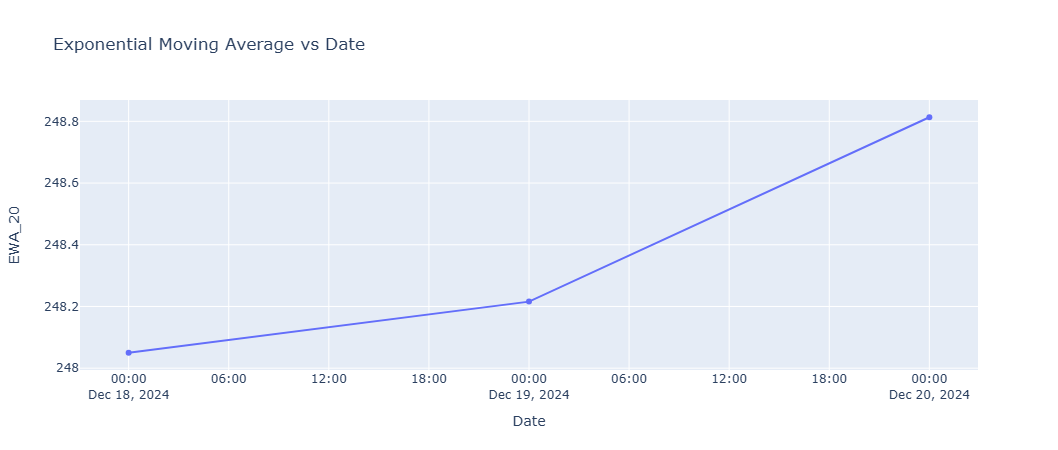 Exponential Moving Average vs Date
248.8
248.6
248.4
248.2
248
EWA_20
00:00 06:00 12:00 18:00 00:00 06:00 12:00 18:00 00:00
Dec 18, 2024 Dec 19, 2024 Dec 20, 2024
Date